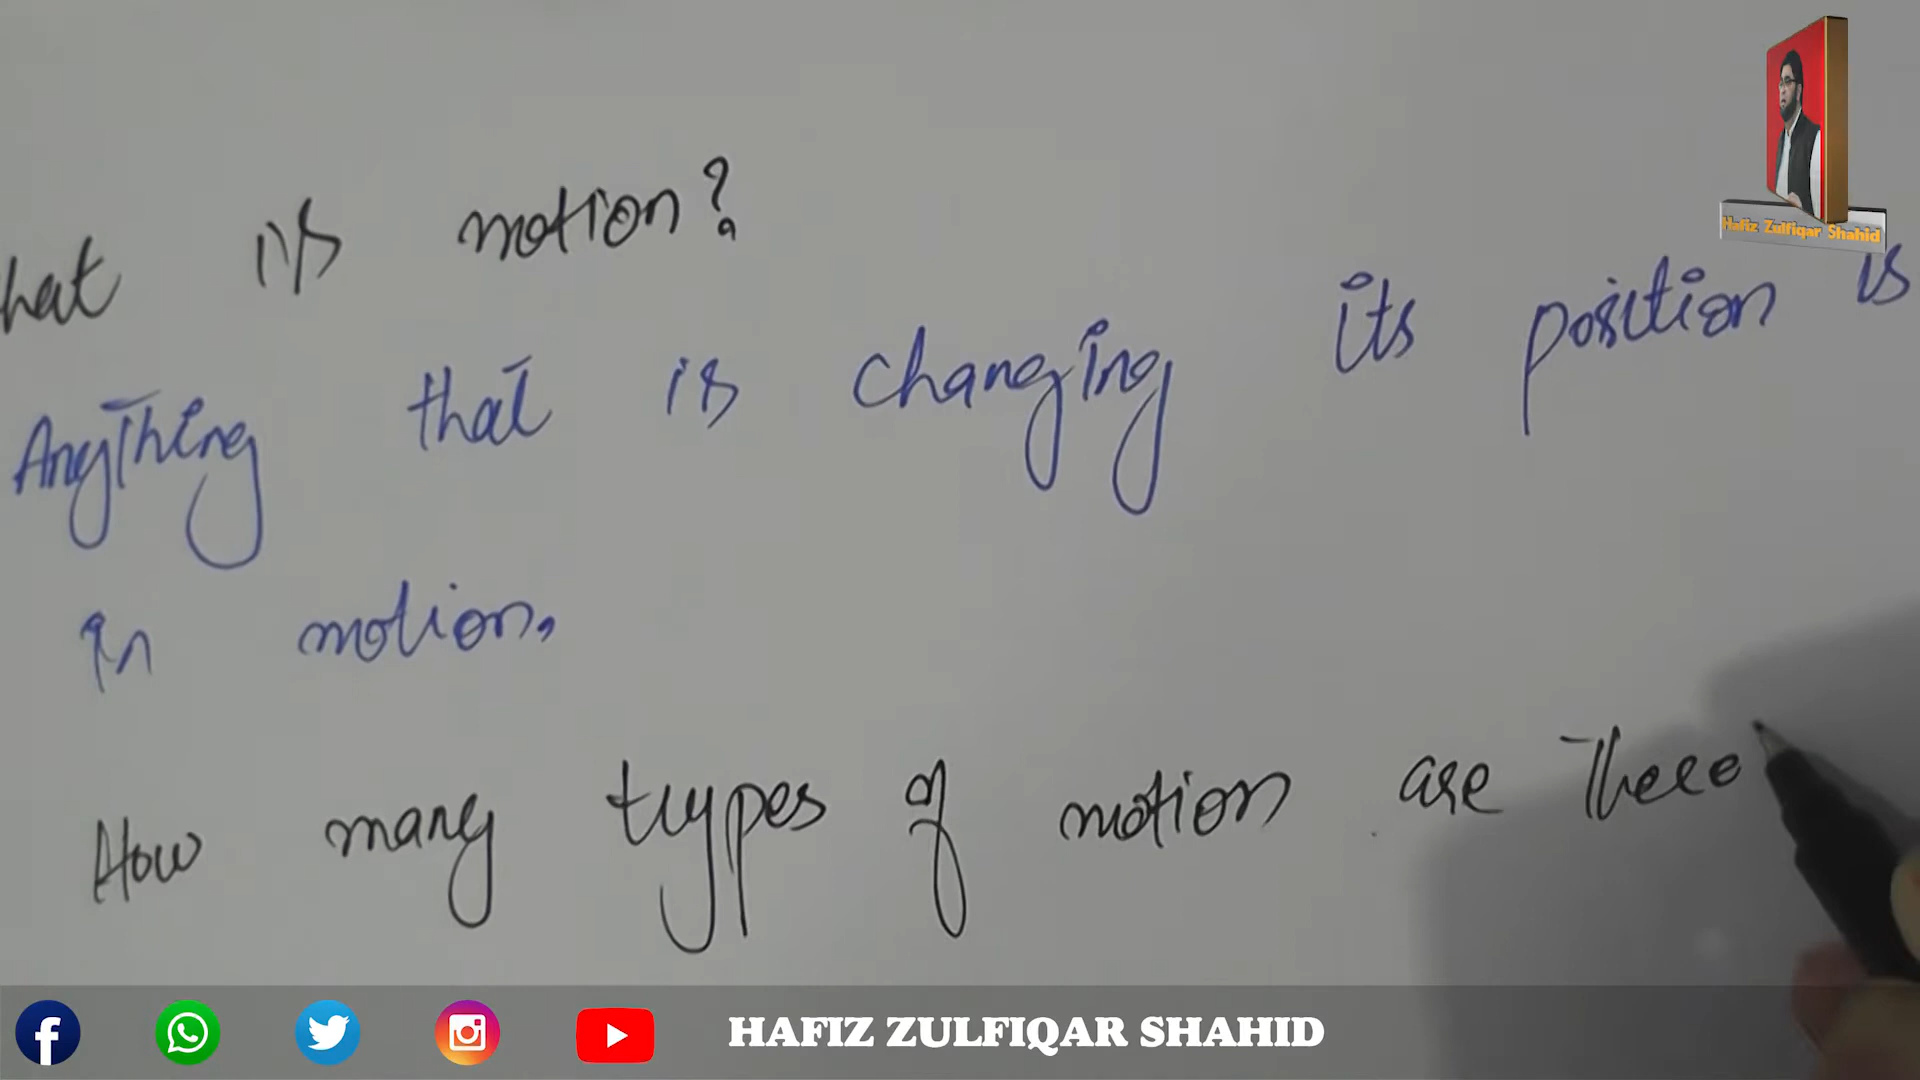 hat is motion?
Anything that is changing its position is
in motion.
How many types of motion are there
Hafiz Zulfiqar Shahid
HAFIZ ZULFIQAR SHAHID